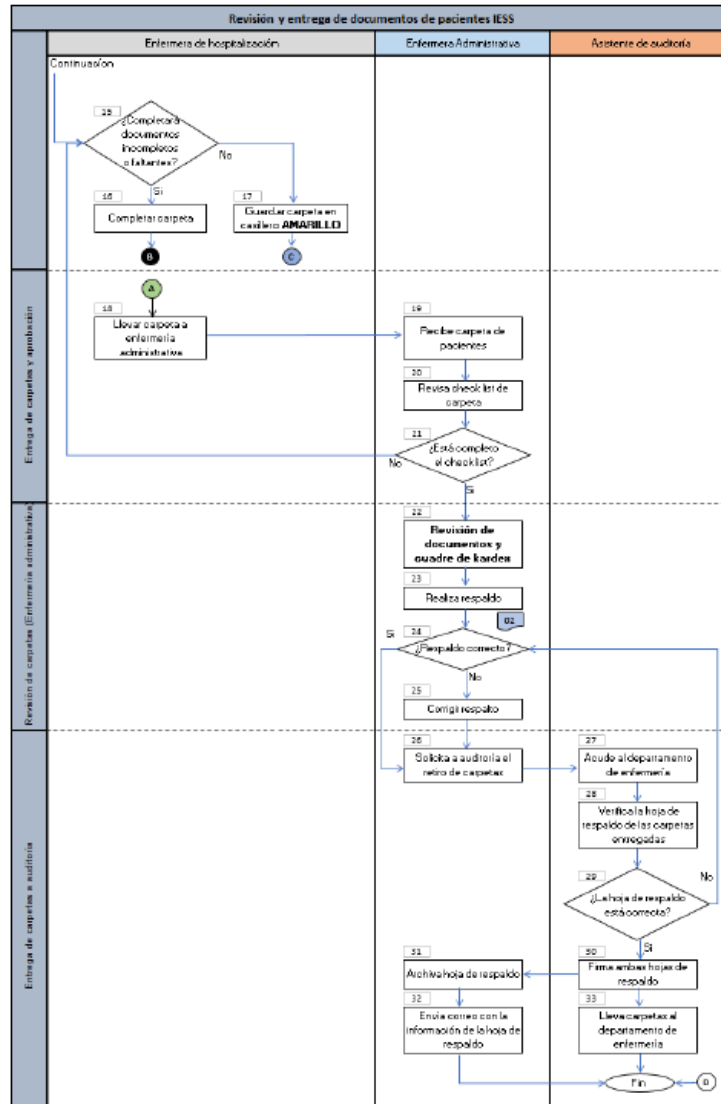 Revisión y entrega de documentos de pacientes IESS
Enfermera de hospitalización
Enfermera Administrativa
Asistente de auditoría
Continuacíon
15
¿Completará
documentos
incompletos
o faltantes?
No
Si
16
Completar carpeta
17
Guardar carpeta en
casillero AMARILLO
B
C
Entrega de carpetas y aprobación
A
18
Llevar carpeta a
enfermería
administrativa
19
Recibe carpeta de
pacientes
20
Revisa check list de
carpeta
21
¿Está completo
el check list?
No
Si
Revisión de carpetas (Enfermería administrativa)
22
Revisión de
documentos y
cuadre de kardex
23
Realiza respaldo
02
Si
24
¿Respaldo correcto?
No
25
Corrigir respalto
Entrega de carpetas a auditoría
26
Solicita a auditoría el
retiro de carpetas
27
Acude al departamento
de enfermería
28
Verifica la hoja de
respaldo de las carpetas
entregadas
29
¿La hoja de respaldo
está correcta?
No
Si
30
Firma ambas hojas de
respaldo
31
Archiva hoja de respaldo
32
Envia correo con la
información de la hoja de
respaldo
33
Lleva carpetas al
departamento de
enfermería
Fin
D